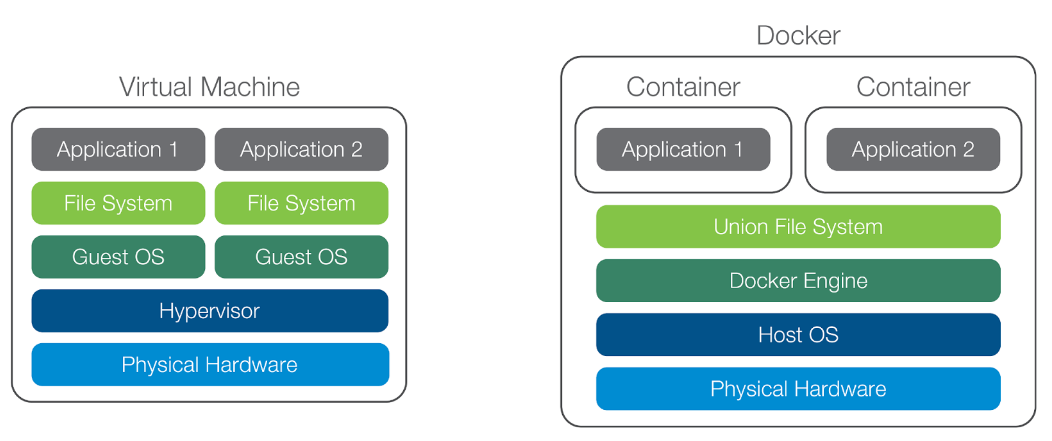 Virtual Machine
Application 1
Application 2
File System
File System
Guest OS
Guest OS
Hypervisor
Physical Hardware
Docker
Container
Container
Application 1
Application 2
Union File System
Docker Engine
Host OS
Physical Hardware